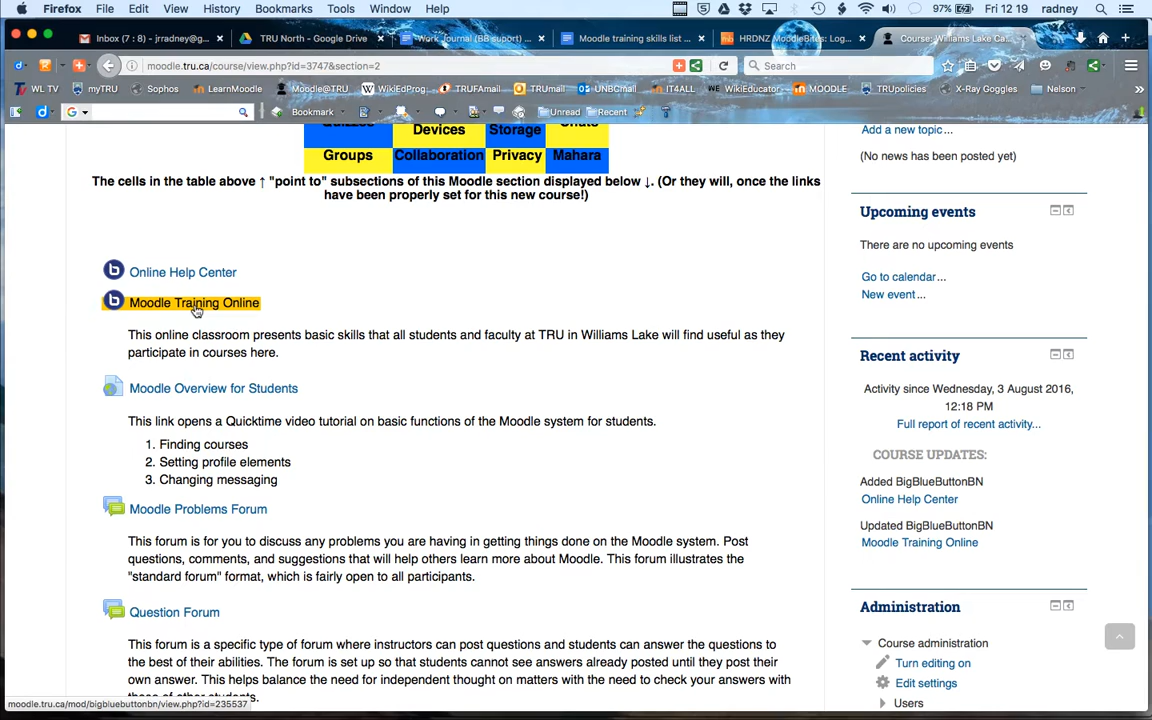 Firefox File Edit View History Bookmarks Tools Window Help 97% Fri 12 19 radney
Inbox (7 : 8) - jrradney@g... TRU North - Google Drive Work Journal (BB suport) ... Moodle training skills list ... HRDNZ MoodleBites: Log... Course: Williams Lake Ca...
moodle.tru.ca/course/view.php?id=3747&section=2 Search
WL TV myTRU Sophos LearnMoodle Moodle@TRU WikiEdProg: TRUFAmail TRUmail UNBCmail IT4ALL WikiEducator MOODLE TRUpolicies X-Ray Goggles Nelson
G Bookmark Unread Recent
Quizzes Devices Storage Chats
Groups Collaboration Privacy Mahara
The cells in the table above ↑ "point to" subsections of this Moodle section displayed below ↓. (Or they will, once the links
have been properly set for this new course!)
Online Help Center
Moodle Training Online
This online classroom presents basic skills that all students and faculty at TRU in Williams Lake will find useful as they
participate in courses here.
Moodle Overview for Students
This link opens a Quicktime video tutorial on basic functions of the Moodle system for students.
1. Finding courses
2. Setting profile elements
3. Changing messaging
Moodle Problems Forum
This forum is for you to discuss any problems you are having in getting things done on the Moodle system. Post
questions, comments, and suggestions that will help others learn more about Moodle. This forum illustrates the
"standard forum" format, which is fairly open to all participants.
Question Forum
This forum is a specific type of forum where instructors can post questions and students can answer the questions to
the best of their abilities. The forum is set up so that students cannot see answers already posted until they post their
own answer. This helps balance the need for independent thought on matters with the need to check your answers with
those of other students.
moodle.tru.ca/mod/bigbluebuttonbn/view.php?id=235537
Add a new topic...
(No news has been posted yet)
Upcoming events
There are no upcoming events
Go to calendar...
New event...
Recent activity
Activity since Wednesday, 3 August 2016,
12:18 PM
Full report of recent activity...
COURSE UPDATES:
Added BigBlueButtonBN
Online Help Center
Updated BigBlueButtonBN
Moodle Training Online
Administration
Course administration
Turn editing on
Edit settings
Users